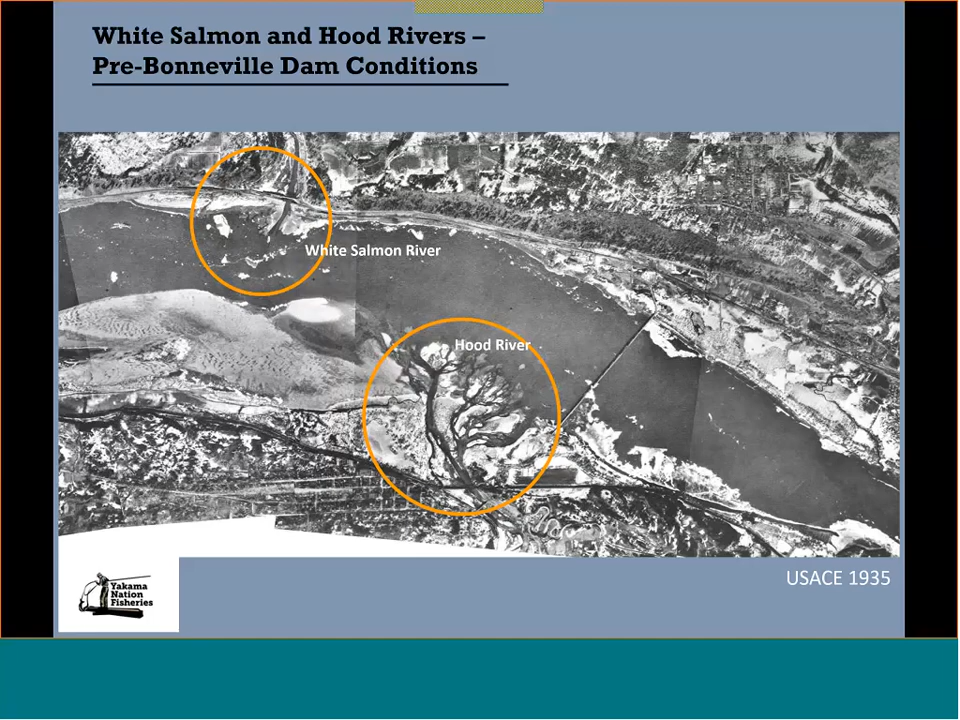 White Salmon and Hood Rivers –
Pre-Bonneville Dam Conditions
White Salmon River
Hood River
USACE 1935
Yakama
Nation
Fisheries